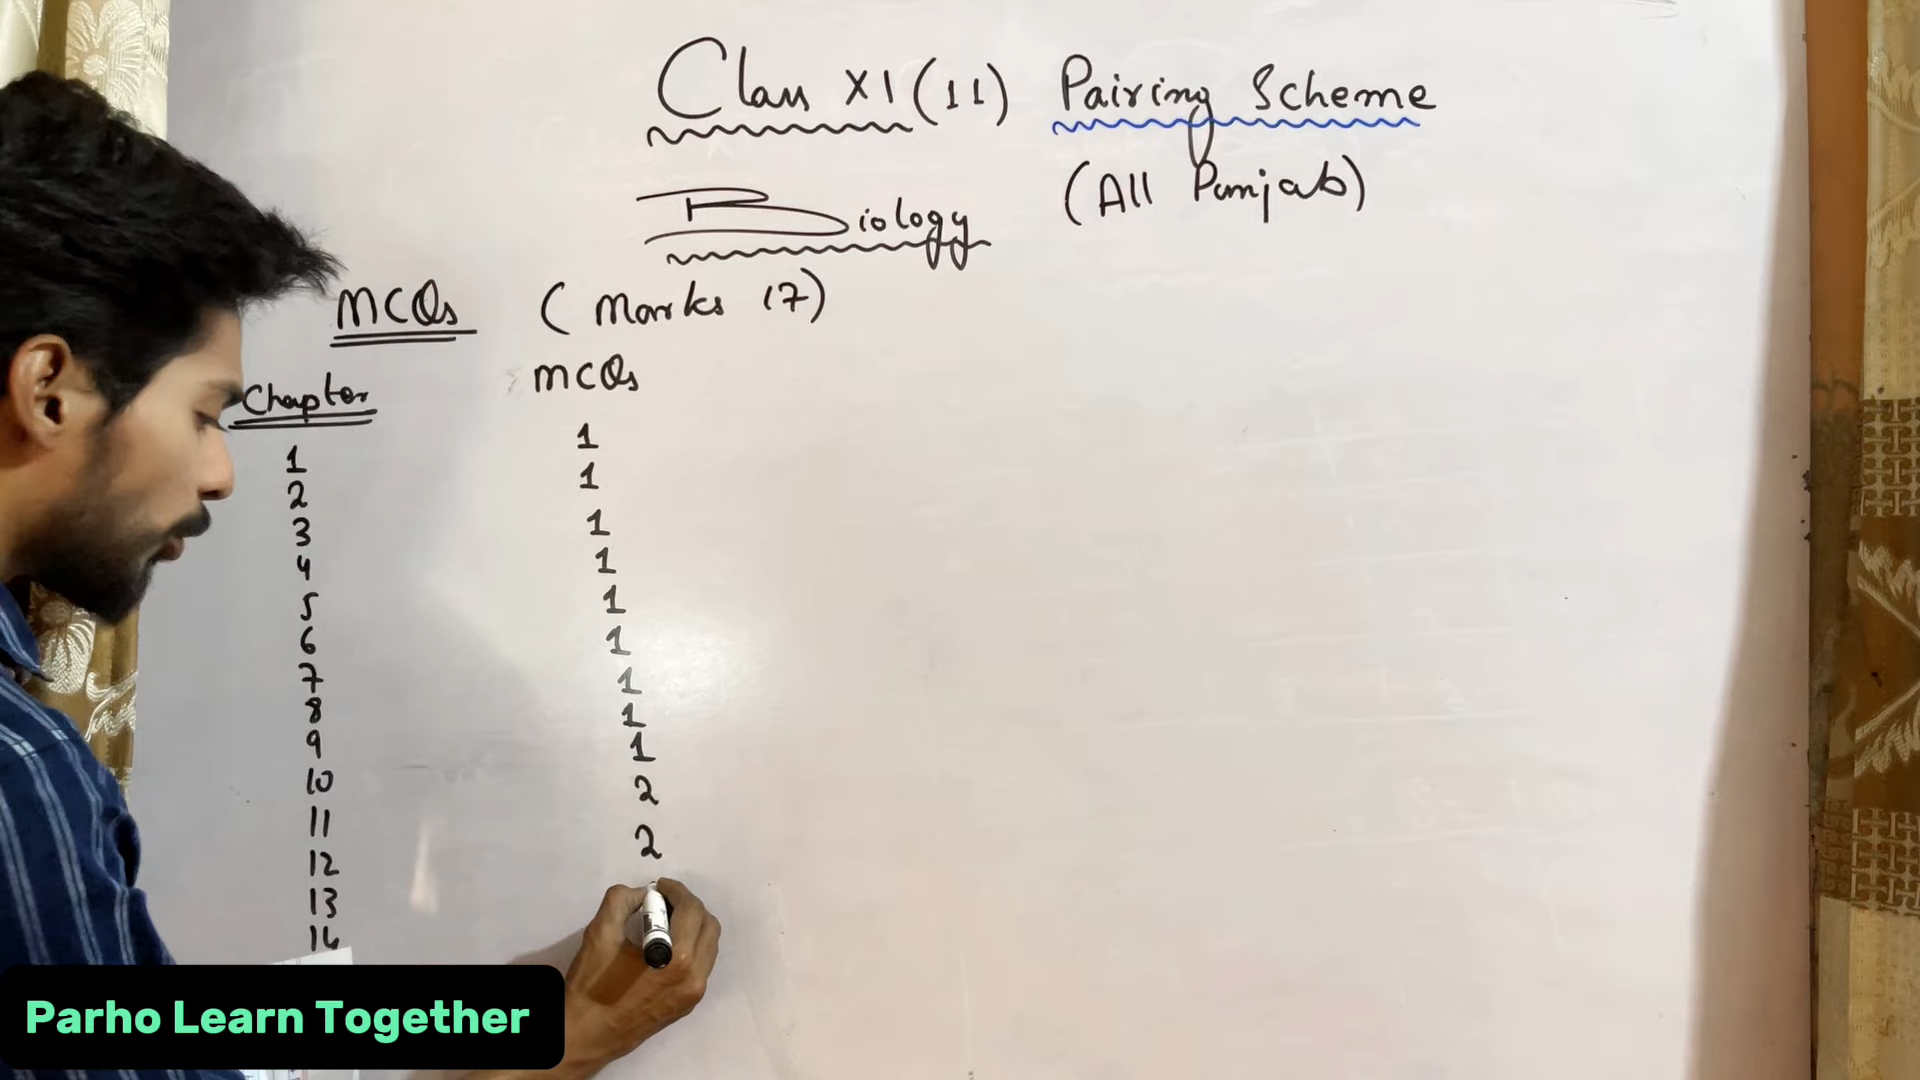 Class XI (11) Pairing Scheme
(All Punjab)
Biology
MCQs (Marks 17)
Chapter MCQs
1 1
2 1
3 1
4 1
5 1
6 1
7 1
8 1
9 1
10 2
11 2
12
13
14
Parho Learn Together